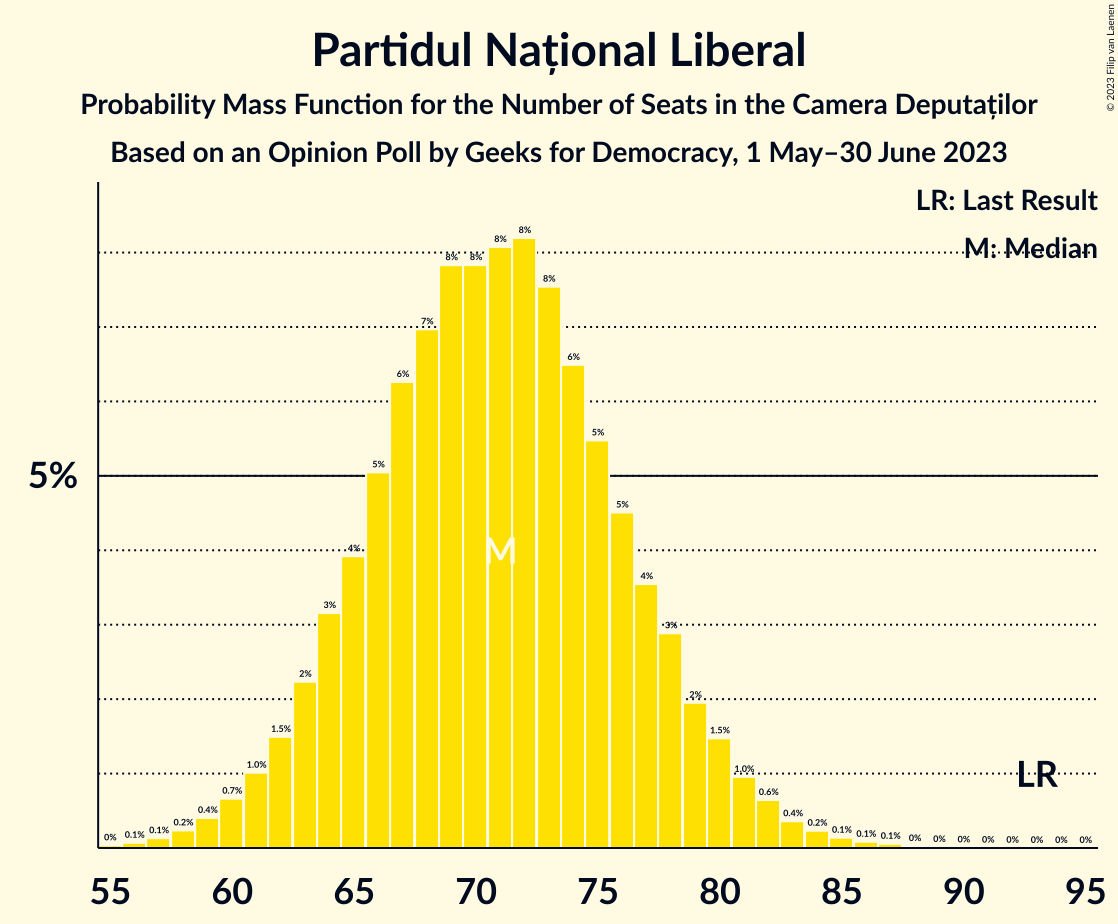 Partidul Național Liberal
Probability Mass Function for the Number of Seats in the Camera Deputaților
Based on an Opinion Poll by Geeks for Democracy, 1 May–30 June 2023
© 2023 Filip van Laenen
LR: Last Result
M: Median
5%
0% 0.1% 0.1% 0.2% 0.4% 0.7% 1.0% 1.5% 2% 3% 4% 5% 6% 7% 8% 8% 8% 8% 8% 6% 5% 5% 4% 3% 2% 1.5% 1.0% 0.6% 0.4% 0.2% 0.1% 0.1% 0.1% 0% 0% 0% 0% 0% 0% 0% 0%
M
LR
55 60 65 70 75 80 85 90 95